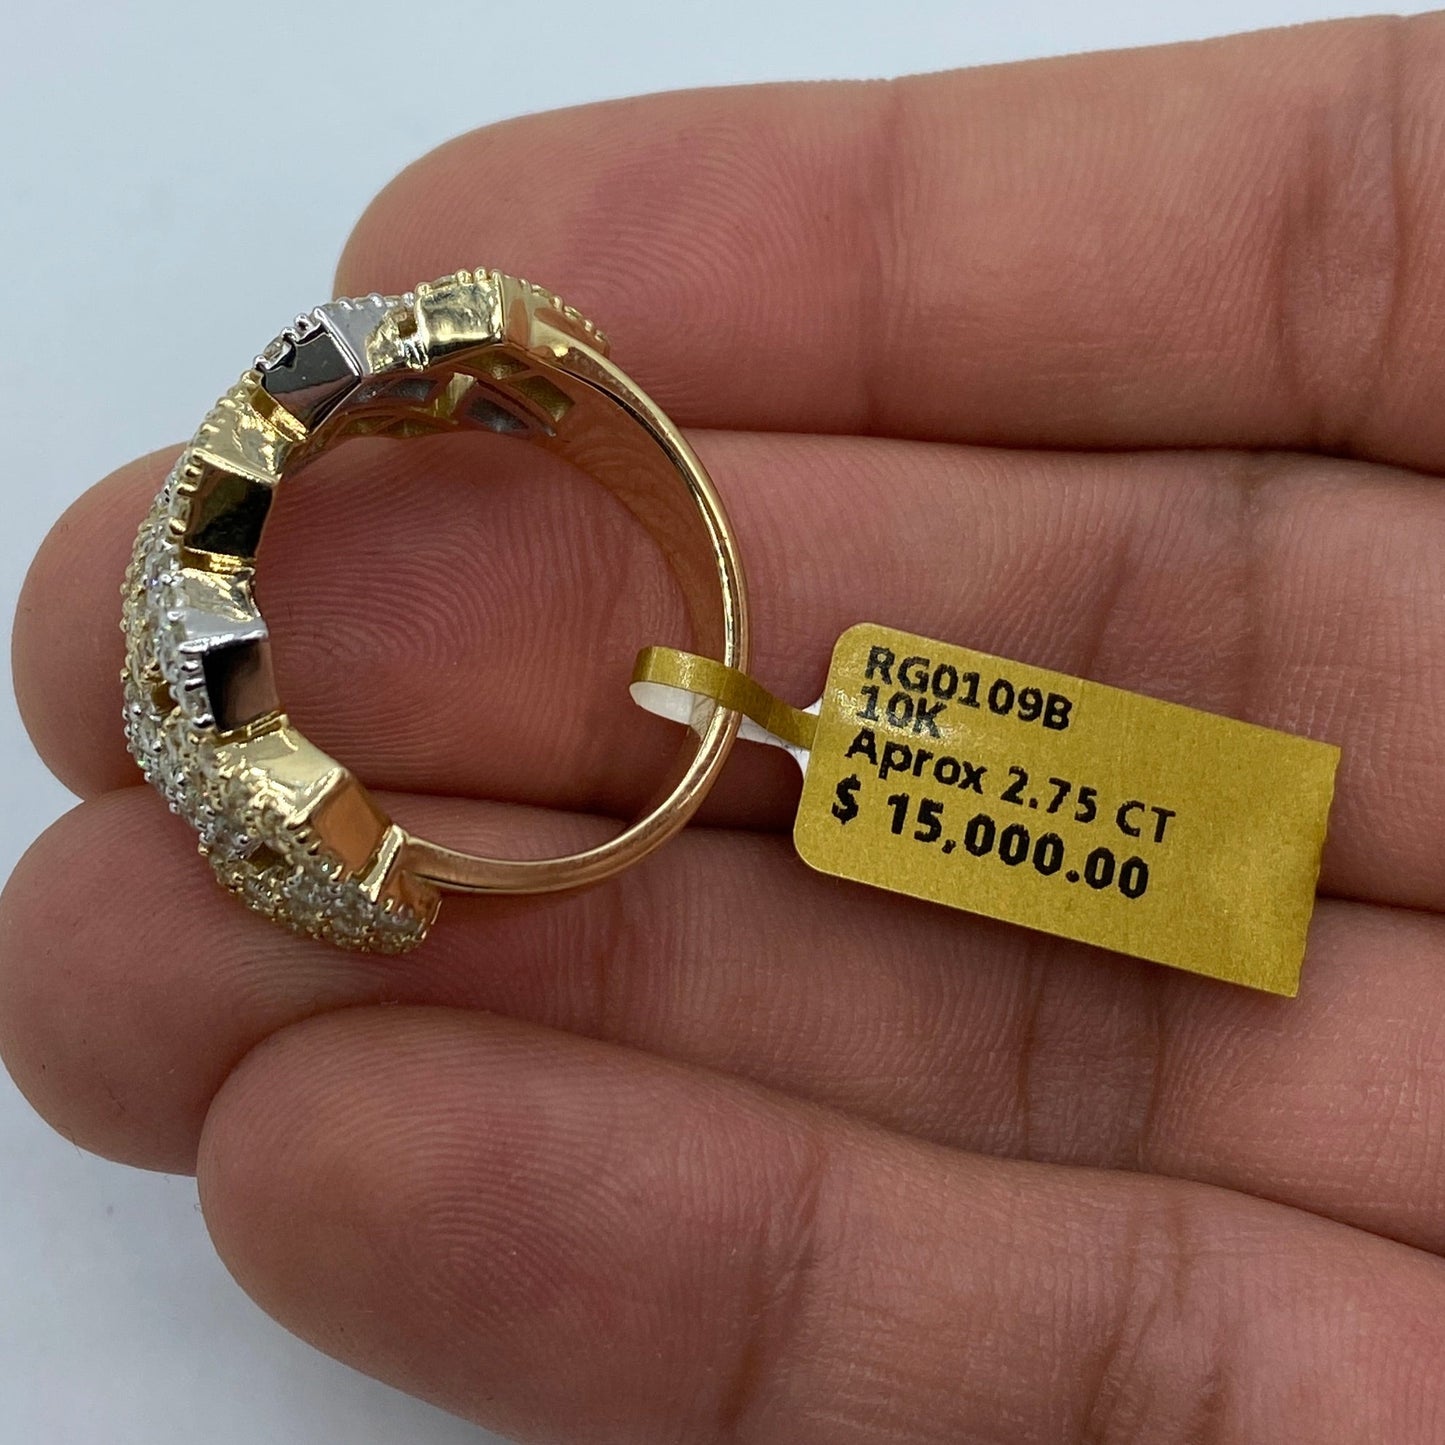 RG0109B
10K
Aprox 2.75 CT
$ 15,000.00